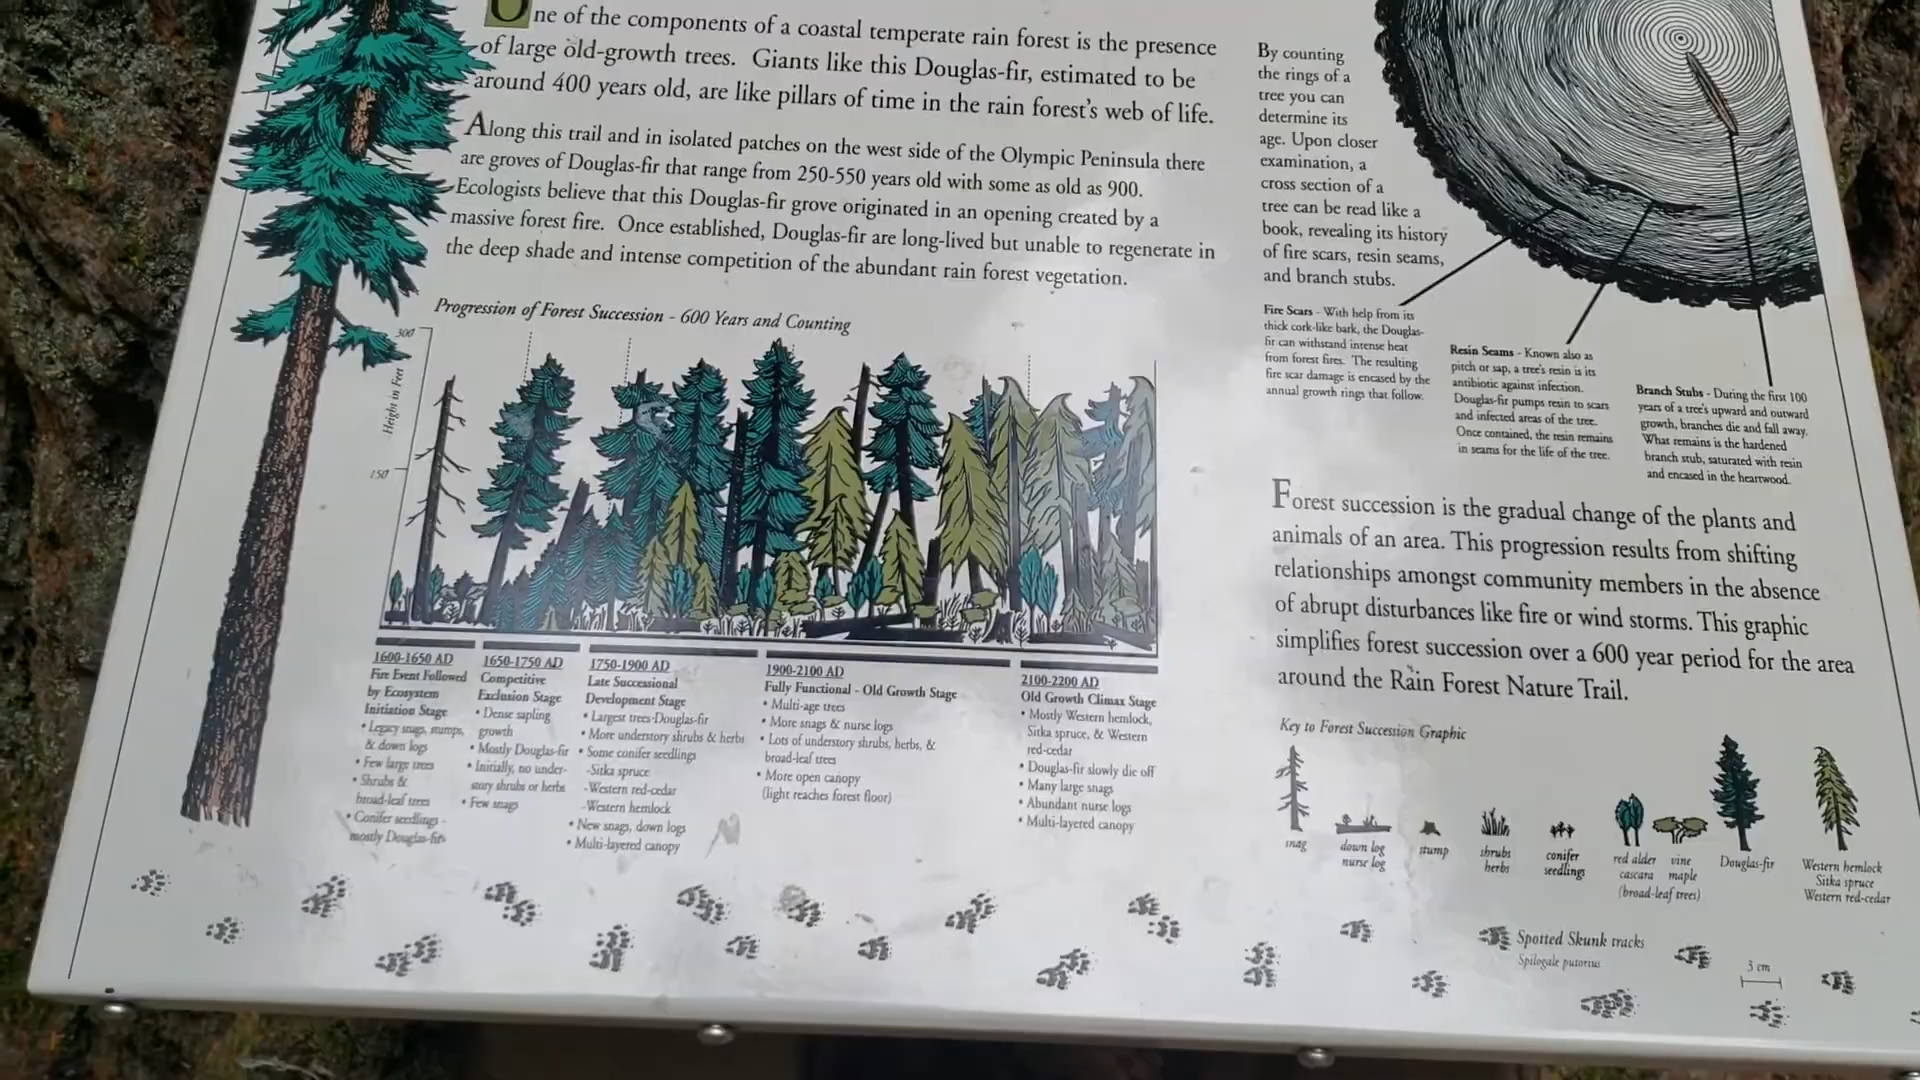 One of the components of a coastal temperate rain forest is the presence
of large old-growth trees. Giants like this Douglas-fir, estimated to be
around 400 years old, are like pillars of time in the rain forest's web of life.
Along this trail and in isolated patches on the west side of the Olympic Peninsula there
are groves of Douglas-fir that range from 250-550 years old with some as old as 900.
Ecologists believe that this Douglas-fir grove originated in an opening created by a
massive forest fire. Once established, Douglas-fir are long-lived but unable to regenerate in
the deep shade and intense competition of the abundant rain forest vegetation.
Progression of Forest Succession - 600 Years and Counting
300
Height in Feet
150
1600-1650 AD
Fire Event Followed
by Ecosystem
Initiation Stage
• Legacy snags, stumps,
& down logs
• Few large trees
• Shrubs &
broad-leaf trees
• Conifer seedlings -
mostly Douglas-firs
1650-1750 AD
Competitive
Exclusion Stage
• Dense sapling
growth
• Mostly Douglas-fir
• Initially, no under-
story shrubs or herbs
• Few snags
1750-1900 AD
Late Successional
Development Stage
• Largest trees-Douglas-fir
• More understory shrubs & herbs
• Some conifer seedlings
-Sitka spruce
-Western red-cedar
-Western hemlock
• New snags, down logs
• Multi-layered canopy
1900-2100 AD
Fully Functional - Old Growth Stage
• Multi-age trees
• More snags & nurse logs
• Lots of understory shrubs, herbs, &
broad-leaf trees
• More open canopy
(light reaches forest floor)
2100-2200 AD
Old Growth Climax Stage
• Mostly Western hemlock,
Sitka spruce, & Western
red-cedar
• Douglas-fir slowly die off
• Many large snags
• Abundant nurse logs
• Multi-layered canopy
By counting
the rings of a
tree you can
determine its
age. Upon closer
examination, a
cross section of a
tree can be read like a
book, revealing its history
of fire scars, resin seams,
and branch stubs.
Fire Scars - With help from its
thick cork-like bark, the Douglas-
fir can withstand intense heat
from forest fires. The resulting
fire scar damage is encased by the
annual growth rings that follow.
Resin Seams - Known also as
pitch or sap, a tree's resin is its
antibiotic against infection.
Douglas-fir pumps resin to scars
and infected areas of the tree.
Once contained, the resin remains
in seams for the life of the tree.
Branch Stubs - During the first 100
years of a tree's upward and outward
growth, branches die and fall away.
What remains is the hardened
branch stub, saturated with resin
and encased in the heartwood.
Forest succession is the gradual change of the plants and
animals of an area. This progression results from shifting
relationships amongst community members in the absence
of abrupt disturbances like fire or wind storms. This graphic
simplifies forest succession over a 600 year period for the area
around the Rain Forest Nature Trail.
Key to Forest Succession Graphic
snag
down log
nurse log
stump
shrubs
herbs
conifer
seedlings
red alder vine
cascara maple
(broad-leaf trees)
Douglas-fir
Western hemlock
Sitka spruce
Western red-cedar
Spotted Skunk tracks
Spilogale putorius
3 cm